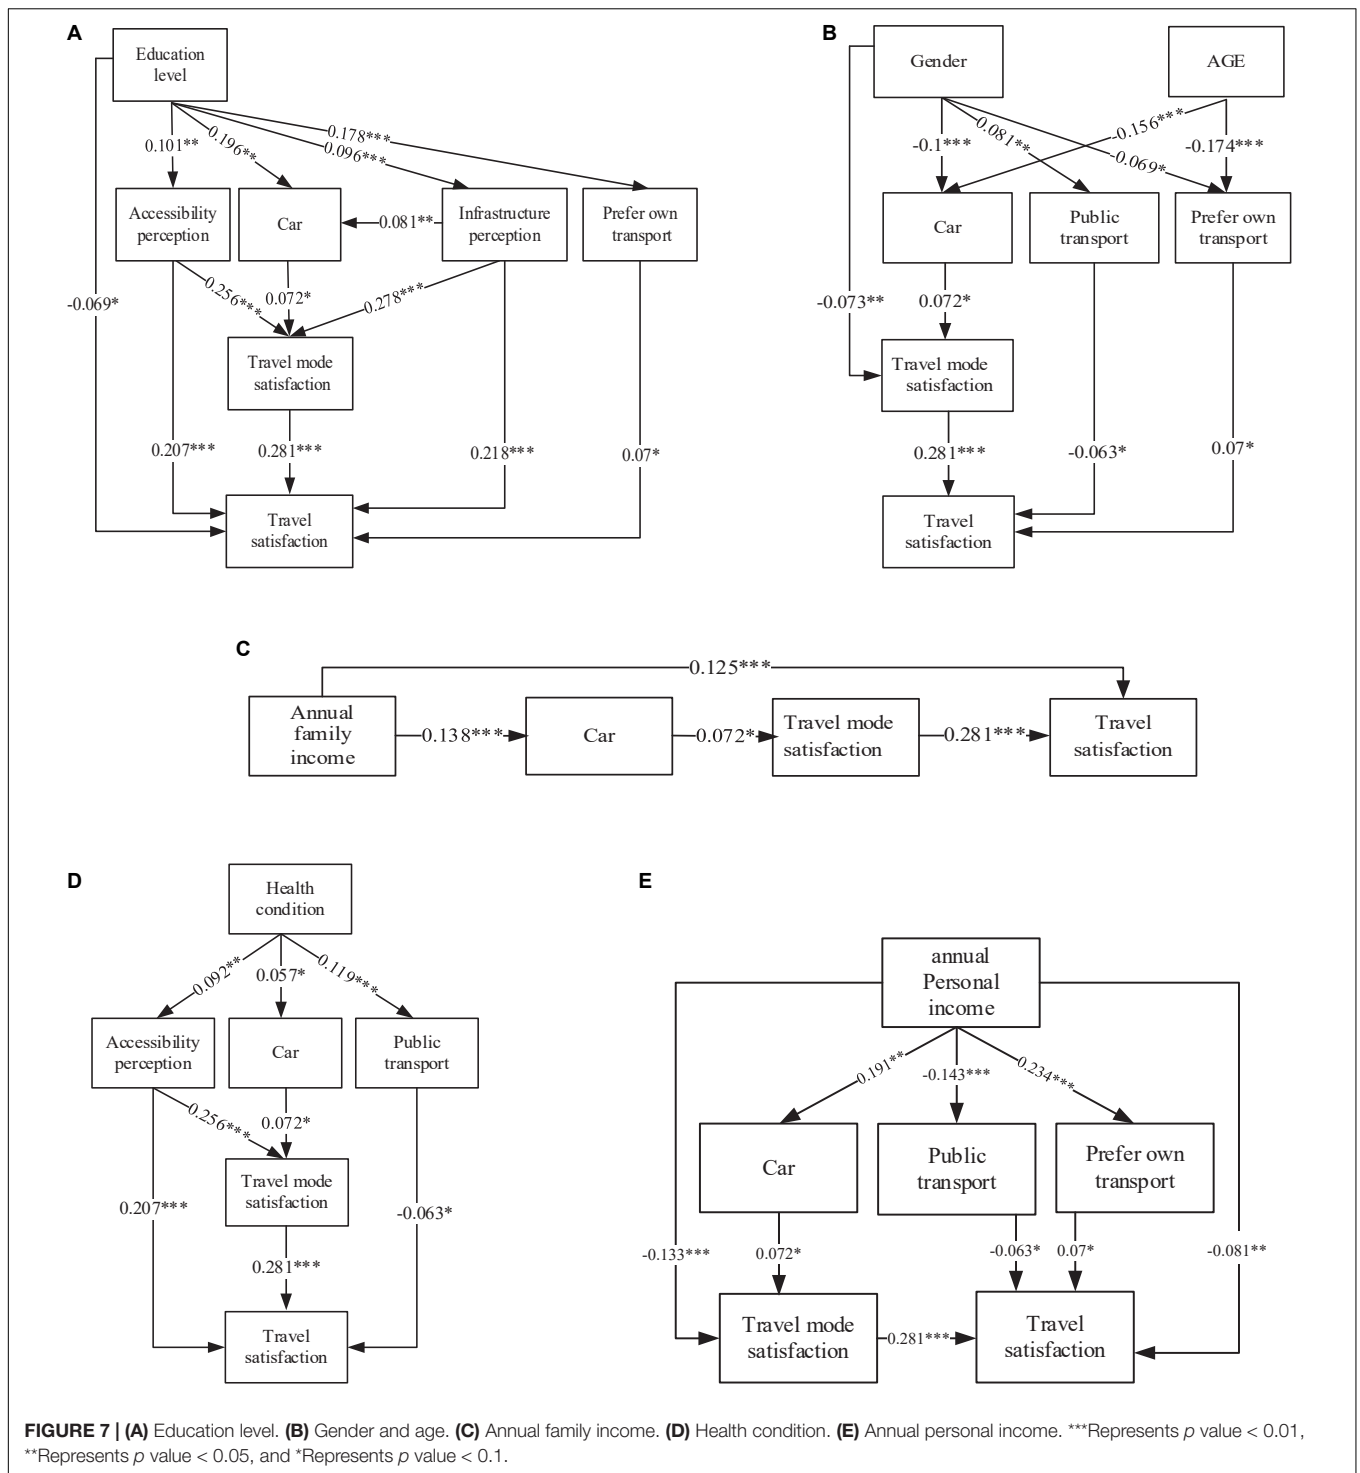 A
Education
level
0.101**
0.196**
0.096***
0.178***
Accessibility
perception
Car
0.081**
Infrastructure
perception
Prefer own
transport
-0.069*
0.256***
0.072*
0.278***
Travel mode
satisfaction
0.207***
0.281***
0.218***
0.07*
Travel
satisfaction
B
Gender
AGE
-0.1***
0.081**
-0.069*
-0.156***
-0.174***
Car
Public
transport
Prefer own
transport
-0.073**
0.072*
Travel mode
satisfaction
0.281***
-0.063*
0.07*
Travel
satisfaction
C
0.125***
Annual
family
income
0.138***
Car
0.072*
Travel mode
satisfaction
0.281***
Travel
satisfaction
D
Health
condition
0.092**
0.057*
0.119***
Accessibility
perception
Car
Public
transport
0.256***
0.072*
Travel mode
satisfaction
0.207***
-0.063*
0.281***
Travel
satisfaction
E
annual
Personal
income
0.191**
-0.143***
0.234***
Car
Public
transport
Prefer own
transport
-0.133***
0.072*
-0.063*
0.07*
-0.081**
Travel mode
satisfaction
0.281***
Travel
satisfaction
FIGURE 7 | (A) Education level. (B) Gender and age. (C) Annual family income. (D) Health condition. (E) Annual personal income. ***Represents p value < 0.01,
**Represents p value < 0.05, and *Represents p value < 0.1.